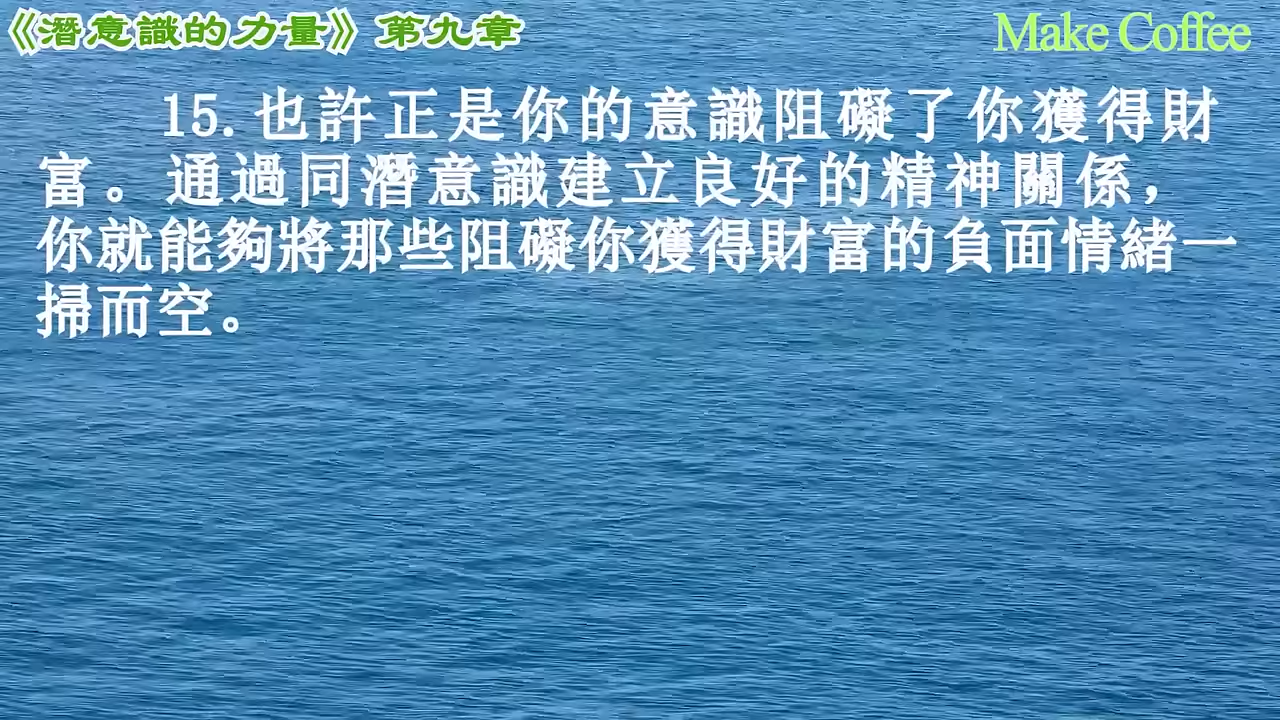 《潛意識的力量》第九章
Make Coffee
15.也許正是你的意識阻礙了你獲得財
富。通過同潛意識建立良好的精神關係，
你就能夠將那些阻礙你獲得財富的負面情緒一
掃而空。